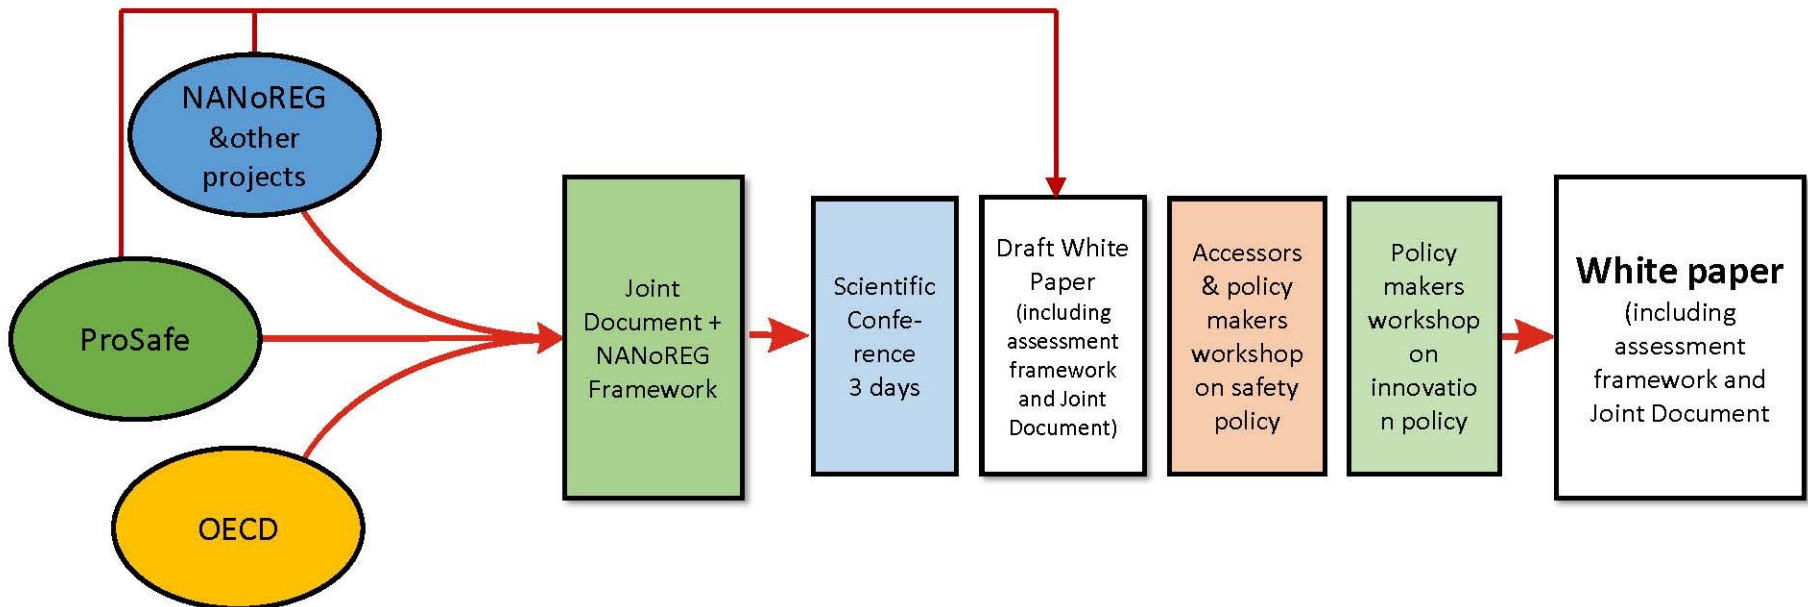 NANoREG
&other
projects
ProSafe
OECD
Joint
Document +
NANoREG
Framework
Scientific
Confe-
rence
3 days
Draft White
Paper
(including
assessment
framework
and Joint
Document)
Accessors
& policy
makers
workshop
on safety
policy
Policy
makers
workshop
on
innovatio
n policy
White paper
(including
assessment
framework and
Joint Document